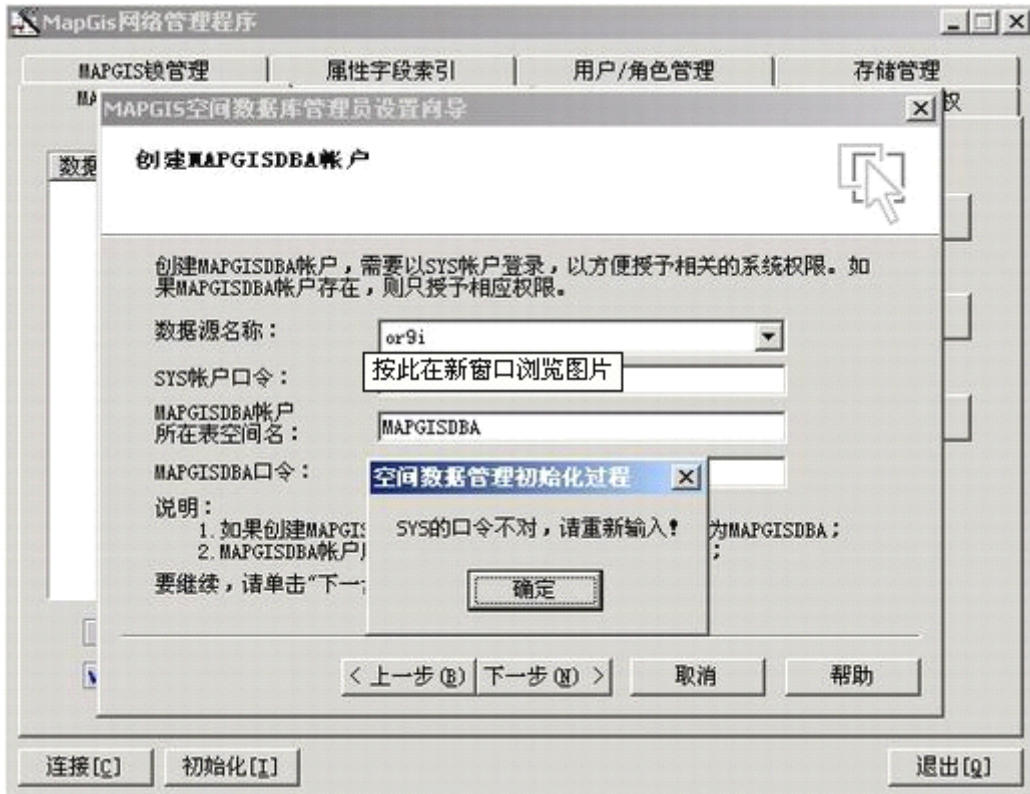 MapGis网络管理程序
MAPGIS锁管理
属性字段索引
用户/角色管理
存储管理
MA
权
MAPGIS空间数据库管理员设置向导
数据
创建MAPGISDBA帐户
创建MAPGISDBA帐户，需要以SYS帐户登录，以方便授予相关的系统权限。如
果MAPGISDBA帐户存在，则只授予相应权限。
数据源名称：
or9i
按此在新窗口浏览图片
SYS帐户口令：
MAPGISDBA帐户
所在表空间名：
MAPGISDBA
MAPGISDBA口令：
空间数据管理初始化过程
说明：
SYS的口令不对，请重新输入！
1.如果创建MAPGIS
为MAPGISDBA；
2.MAPGISDBA帐户
；
要继续，请单击“下一
确定
< 上一步(B)
下一步(N) >
取消
帮助
连接[C]
初始化[I]
退出[Q]